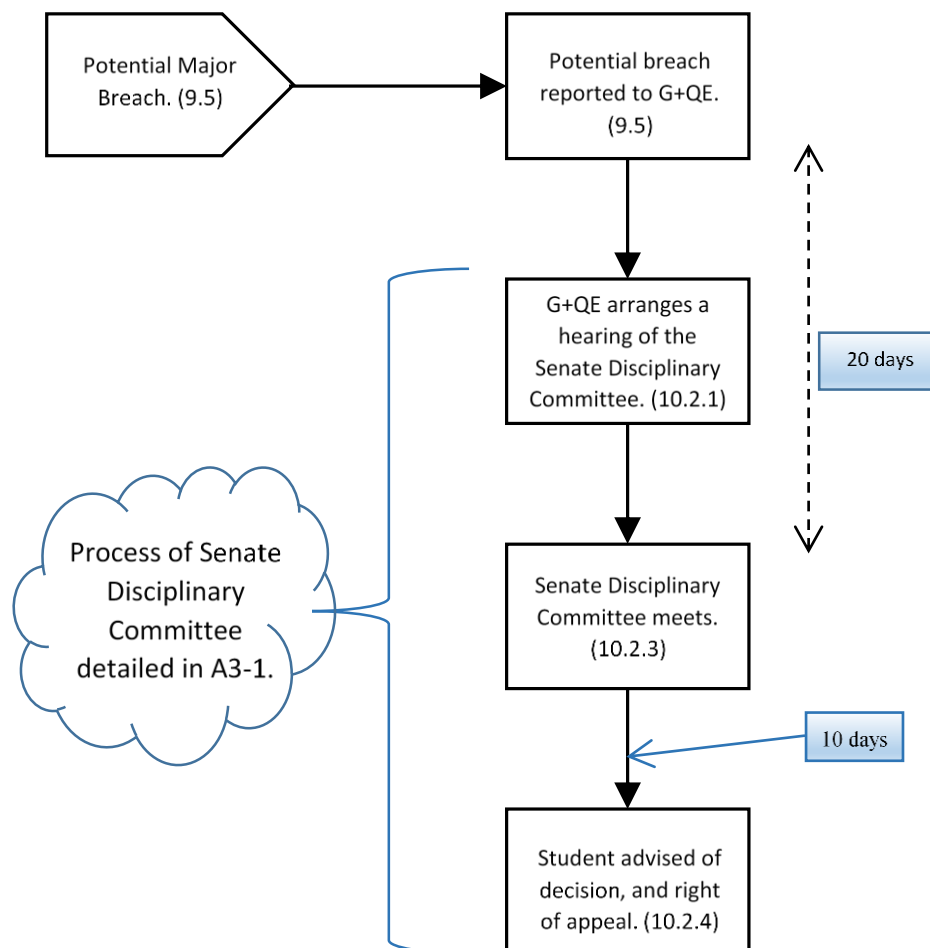 Potential Major
Breach. (9.5)
Potential breach
reported to G+QE.
(9.5)
G+QE arranges a
hearing of the
Senate Disciplinary
Committee. (10.2.1)
20 days
Process of Senate
Disciplinary
Committee
detailed in A3-1.
Senate Disciplinary
Committee meets.
(10.2.3)
10 days
Student advised of
decision, and right
of appeal. (10.2.4)